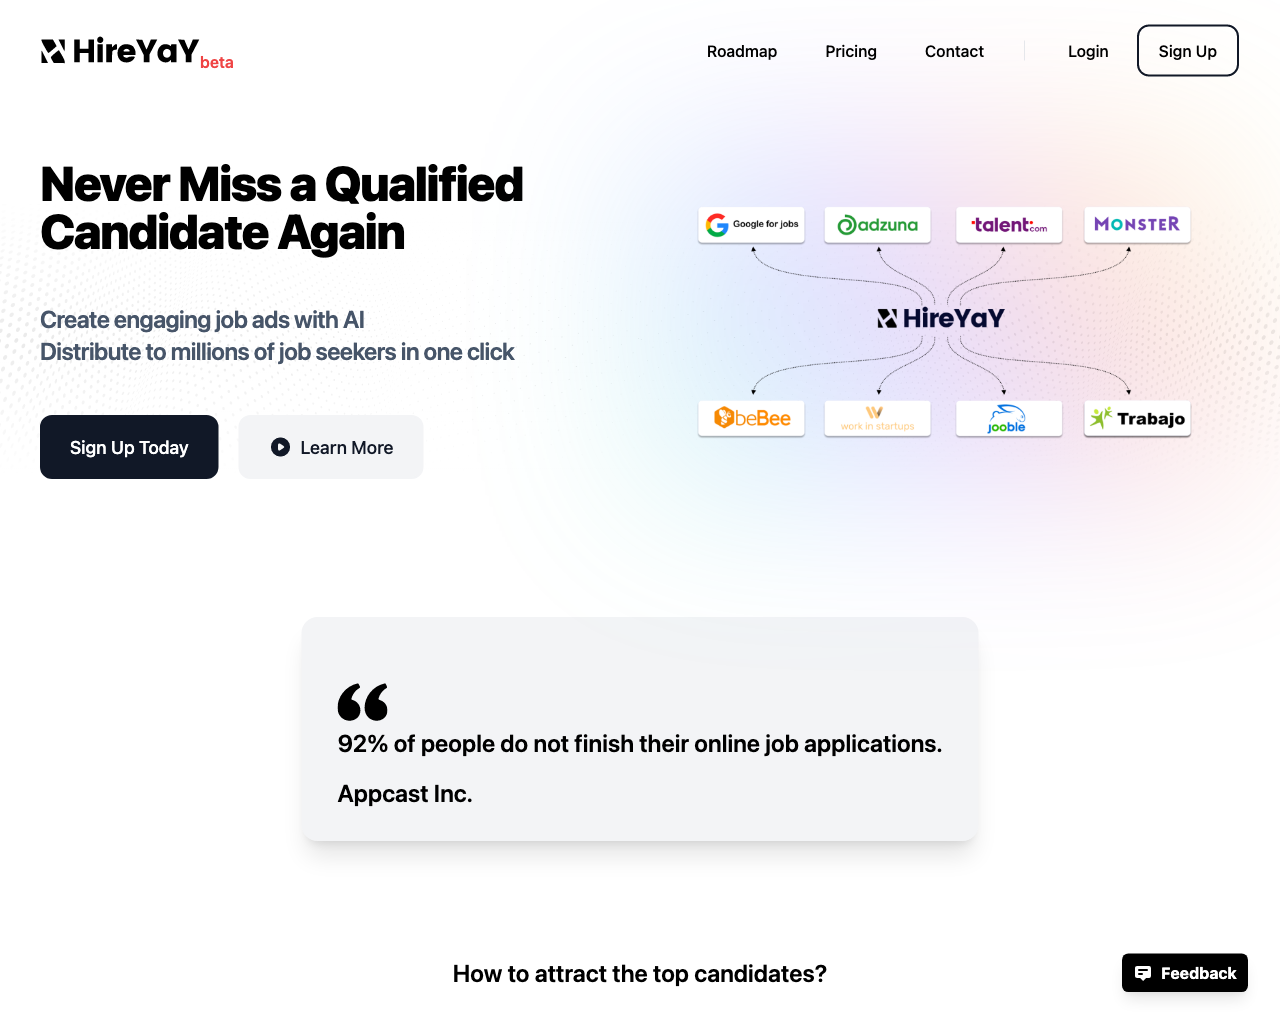 HireYaY beta
Roadmap Pricing Contact Login Sign Up
Never Miss a Qualified
Candidate Again
Create engaging job ads with AI
Distribute to millions of job seekers in one click
Sign Up Today
Learn More
Google for jobs
adzuna
talent.com
MONSTER
HireYaY
beBee
work in startups
jooble
Trabajo
92% of people do not finish their online job applications.
Appcast Inc.
How to attract the top candidates?
Feedback